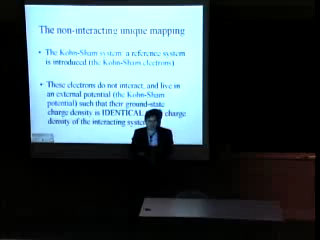 The non-interacting unique mapping
• The Kohn-Sham system: a reference system
is introduced (the Kohn-Sham electrons)
• These electrons do not interact, and live in
an external potential (the Kohn-Sham
potential) such that their ground-state
charge density is IDENTICAL charge
density of the interacting system